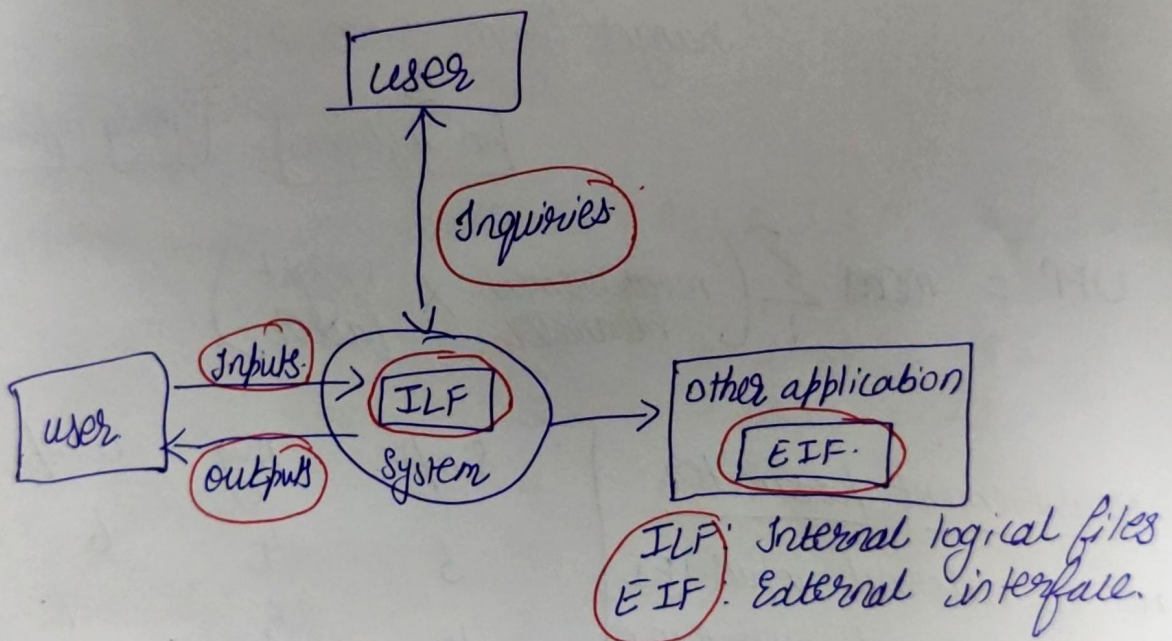 user
Inquiries
Inputs.
user
outputs
ILF
System
other application
EIF.
ILF: Internal logical files
EIF: External interface.